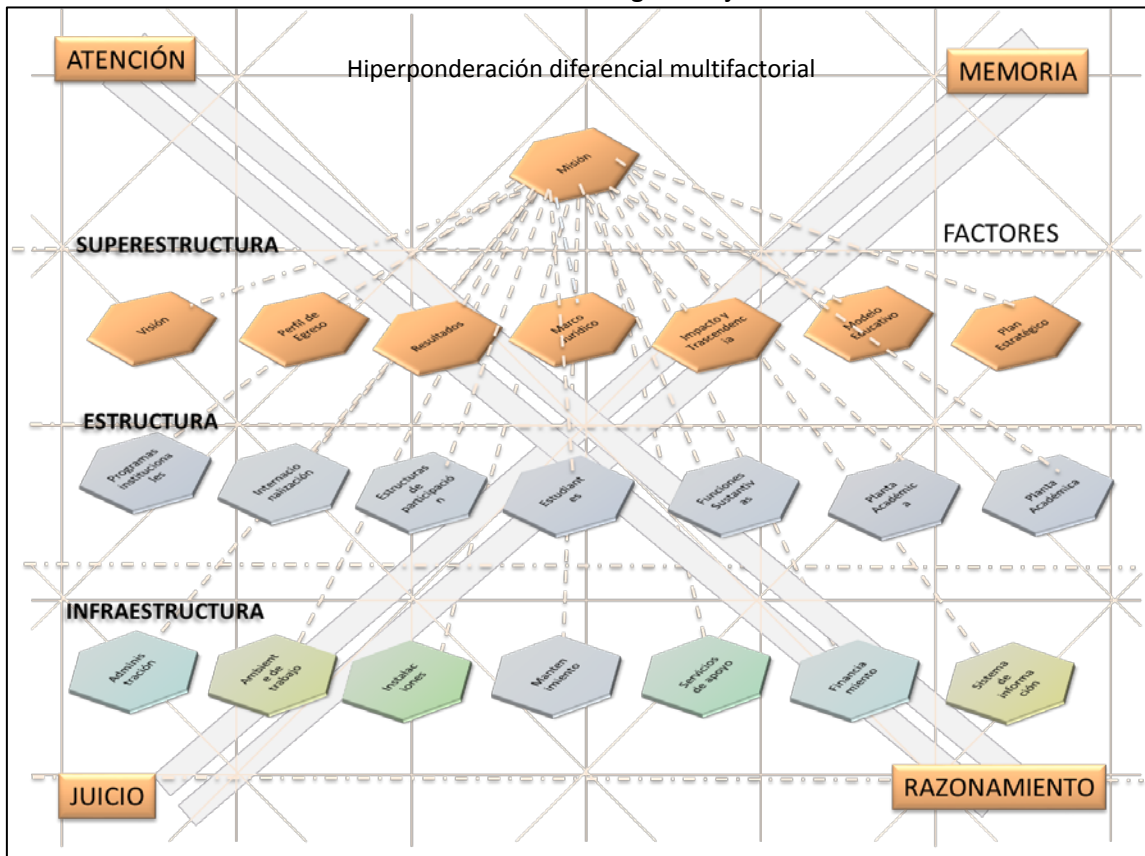 ATENCIÓN
Hiperponderación diferencial multifactorial
MEMORIA
Misión
SUPERESTRUCTURA
FACTORES
Visión
Perfil de
Egreso
Resultados
Marco
Jurídico
Impacto y
Trascendenc
ia
Modelo
Educativo
Plan
Estratégico
ESTRUCTURA
Programas
instituciona
les
Internacio
nalización
Estructuras
de
participació
n
Estudiant
es
Funciones
Sustantiv
as
Planta
Académic
a
Planta
Académica
INFRAESTRUCTURA
Adminis
tración
Ambient
e de
trabajo
Instalac
iones
Manten
imiento
Servicios
de apoyo
Financia
miento
Sistema
de
informa
ción
JUICIO
RAZONAMIENTO